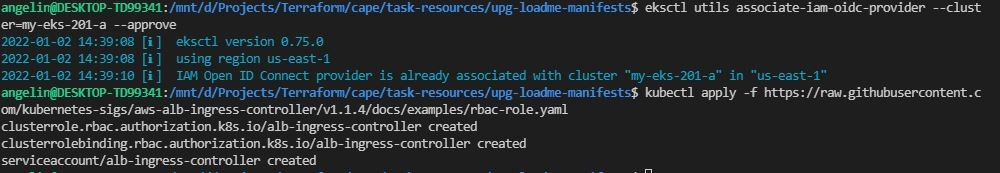 angelin@DESKTOP-TD99341:/mnt/d/Projects/Terraform/cape/task-resources/upg-loadme-manifests$ eksctl utils associate-iam-oidc-provider --clust
er=my-eks-201-a --approve
2022-01-02 14:39:08 [ℹ]  eksctl version 0.75.0
2022-01-02 14:39:08 [ℹ]  using region us-east-1
2022-01-02 14:39:10 [ℹ]  IAM Open ID Connect provider is already associated with cluster "my-eks-201-a" in "us-east-1"
angelin@DESKTOP-TD99341:/mnt/d/Projects/Terraform/cape/task-resources/upg-loadme-manifests$ kubectl apply -f https://raw.githubusercontent.c
om/kubernetes-sigs/aws-alb-ingress-controller/v1.1.4/docs/examples/rbac-role.yaml
clusterrole.rbac.authorization.k8s.io/alb-ingress-controller created
clusterrolebinding.rbac.authorization.k8s.io/alb-ingress-controller created
serviceaccount/alb-ingress-controller created